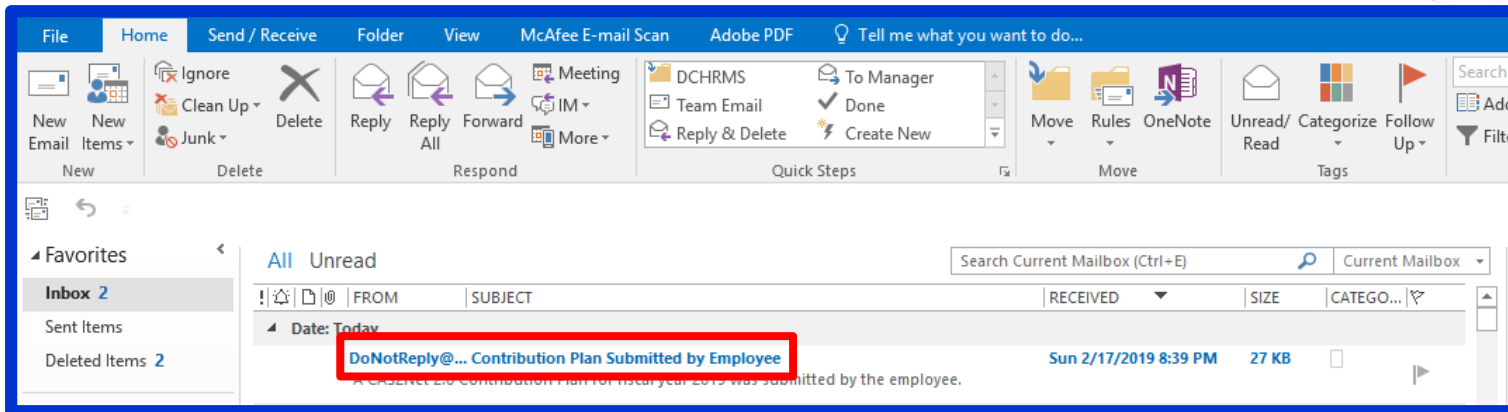 File Home Send / Receive Folder View McAfee E-mail Scan Adobe PDF Tell me what you want to do...
Ignore Meeting DCHRMS To Manager Search
Clean Up IM Team Email Done
Junk More Reply & Delete Create New
New Email New Items Delete Reply Reply All Forward Move Rules OneNote Unread/ Read Categorize Follow Up
New Delete Respond Quick Steps Move Tags
Favorites All Unread Search Current Mailbox (Ctrl+E) Current Mailbox
Inbox 2 ! FROM SUBJECT RECEIVED SIZE CATEGO...
Sent Items Date: Today
Deleted Items 2 DoNotReply@... Contribution Plan Submitted by Employee Sun 2/17/2019 8:39 PM 27 KB
A CAS2Net 2.0 Contribution Plan for fiscal year 2019 was submitted by the employee.